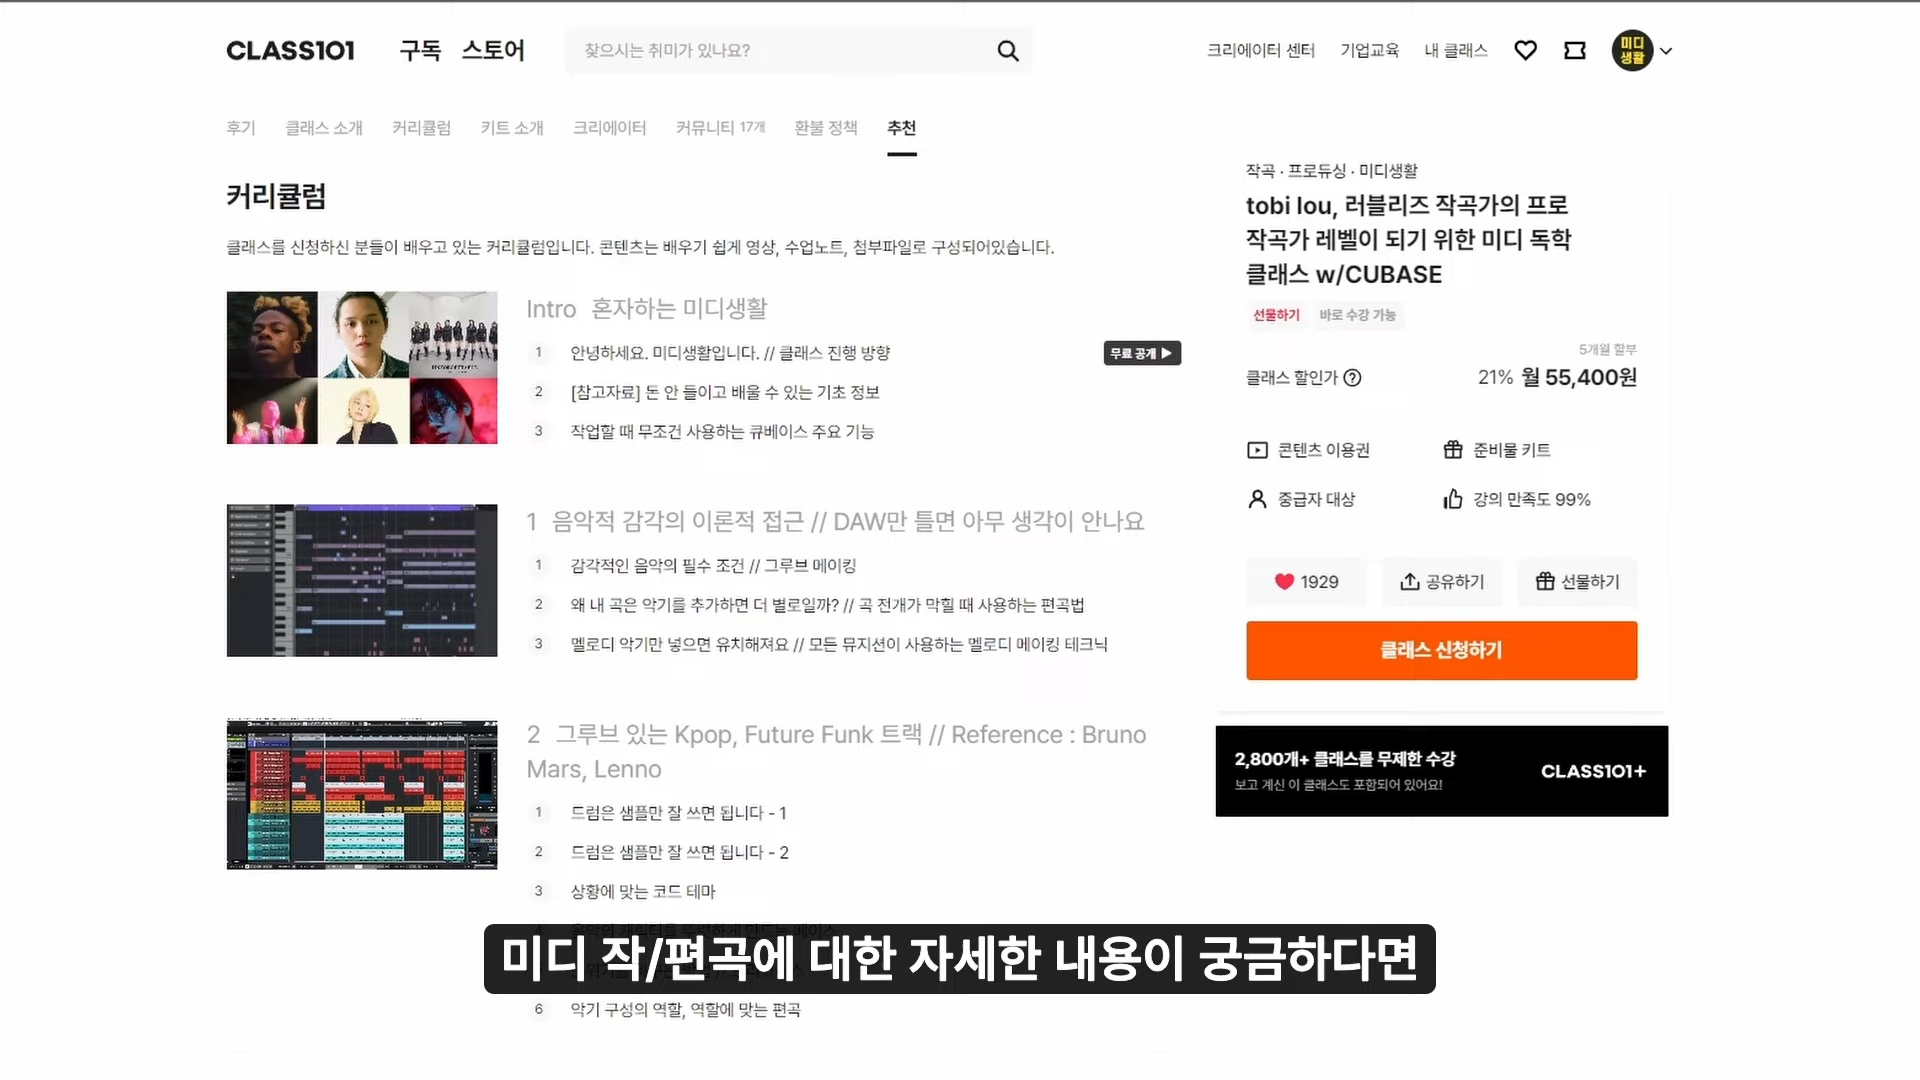 CLASS101
구독 스토어
찾으시는 취미가 있나요?
크리에이터 센터 기업교육 내 클래스
미디
생활
후기 클래스 소개 커리큘럼 키트 소개 크리에이터 커뮤니티 17개 환불 정책 추천
커리큘럼
클래스를 신청하신 분들이 배우고 있는 커리큘럼입니다. 콘텐츠는 배우기 쉽게 영상, 수업노트, 첨부파일로 구성되어있습니다.
Intro 혼자하는 미디생활
1 안녕하세요. 미디생활입니다. // 클래스 진행 방향
무료 공개 ▶
2 [참고자료] 돈 안 들이고 배울 수 있는 기초 정보
3 작업할 때 무조건 사용하는 큐베이스 주요 기능
1 음악적 감각의 이론적 접근 // DAW만 틀면 아무 생각이 안나요
1 감각적인 음악의 필수 조건 // 그루브 메이킹
2 왜 내 곡은 악기를 추가하면 더 별로일까? // 곡 전개가 막힐 때 사용하는 편곡법
3 멜로디 악기만 넣으면 유치해져요 // 모든 뮤지션이 사용하는 멜로디 메이킹 테크닉
2 그루브 있는 Kpop, Future Funk 트랙 // Reference : Bruno
Mars, Lenno
1 드럼은 샘플만 잘 쓰면 됩니다 - 1
2 드럼은 샘플만 잘 쓰면 됩니다 - 2
3 상황에 맞는 코드 테마
6 악기 구성의 역할, 역할에 맞는 편곡
작곡 · 프로듀싱 · 미디생활
tobi lou, 러블리즈 작곡가의 프로
작곡가 레벨이 되기 위한 미디 독학
클래스 w/CUBASE
선물하기 바로 수강 가능
5개월 할부
클래스 할인가 ? 21% 월 55,400원
콘텐츠 이용권 준비물 키트
중급자 대상 강의 만족도 99%
1929 공유하기 선물하기
클래스 신청하기
2,800개+ 클래스를 무제한 수강
보고 계신 이 클래스도 포함되어 있어요!
CLASS101+
미디 작/편곡에 대한 자세한 내용이 궁금하다면